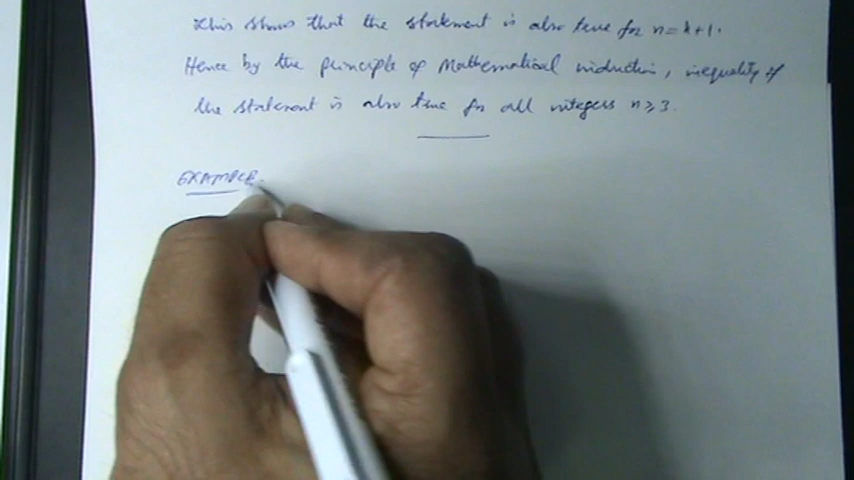 This shows that the statement is also true for n=k+1.
Hence by the principle of Mathematical induction, inequality of
the statement is also true for all integers n≥3.
EXAMPLE.